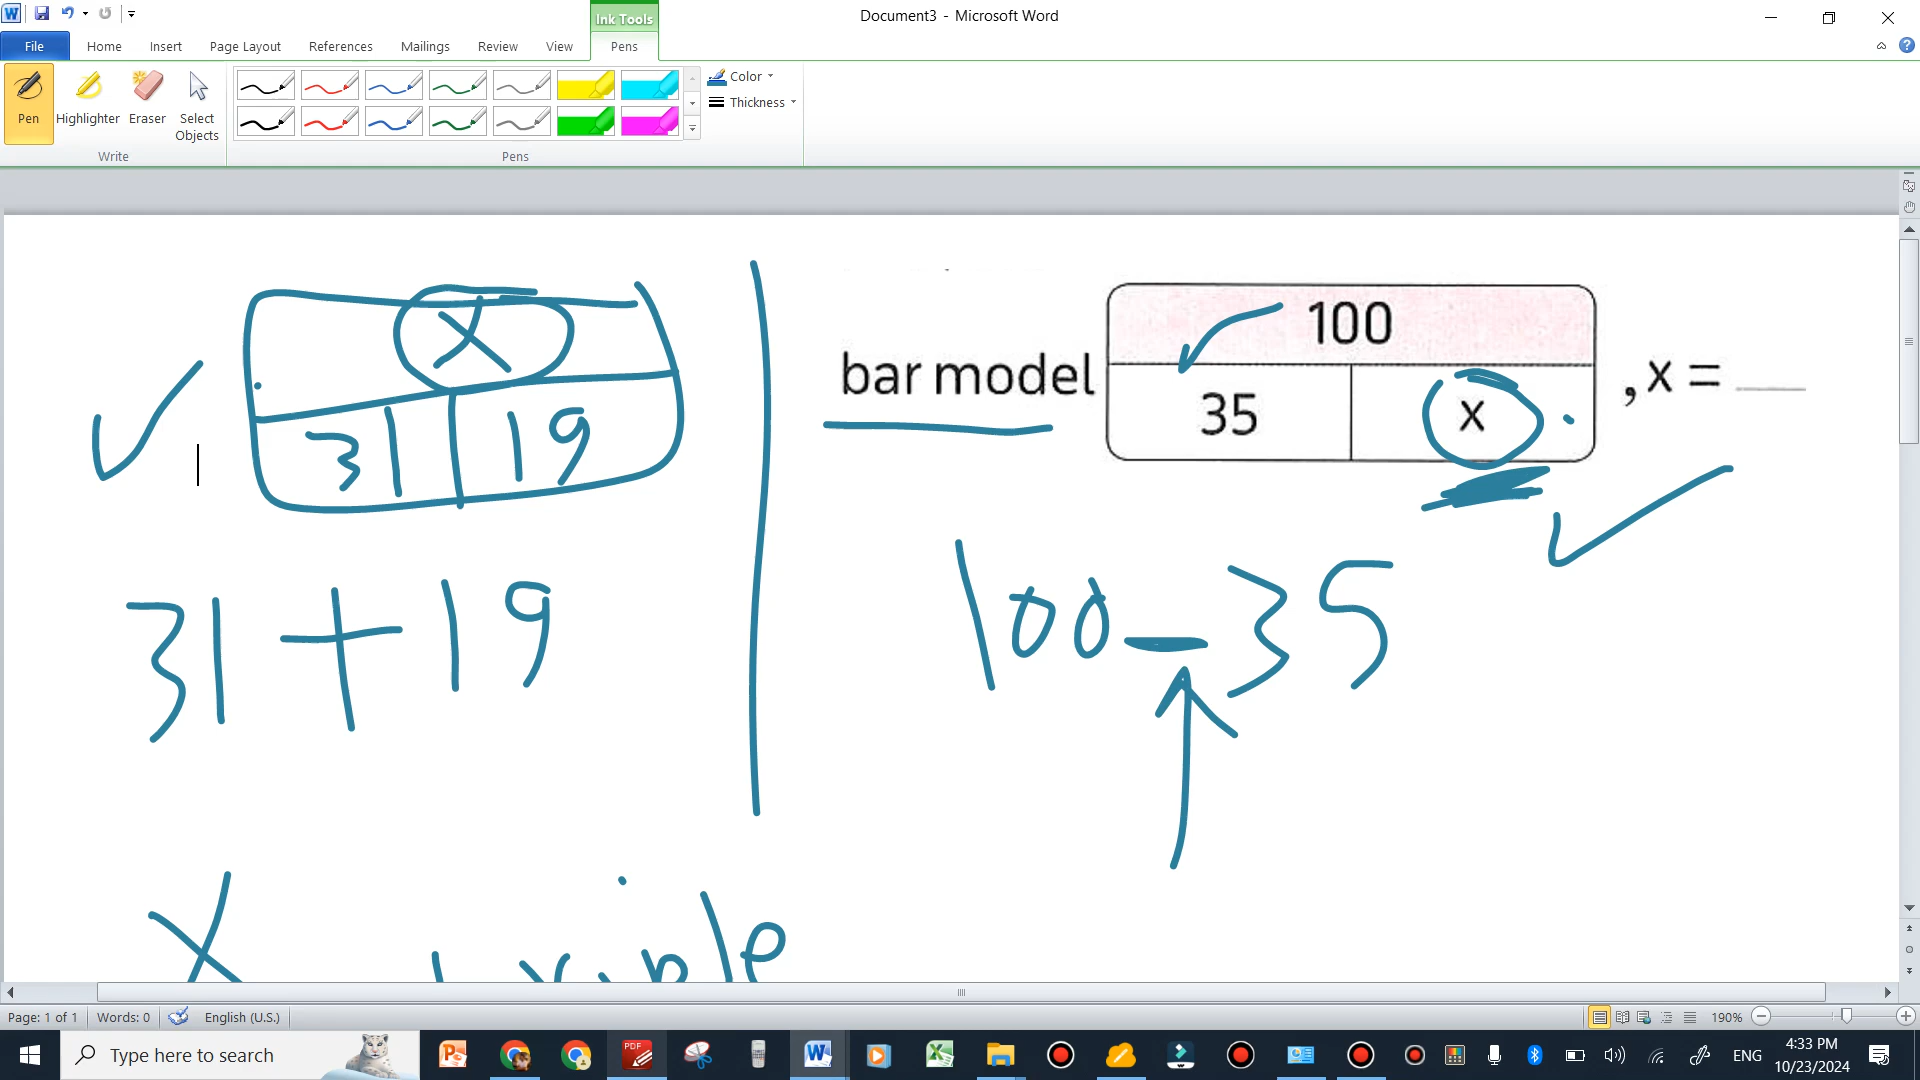 Document3 - Microsoft Word
Ink Tools
File Home Insert Page Layout References Mailings Review View Pens
Pen Highlighter Eraser Select Objects
Color
Thickness
Write Pens
X
31 19
31 + 19
100
bar model 35 x , x = ___
100 - 35
X
Page: 1 of 1 Words: 0 English (U.S.) 190%
Type here to search
ENG
4:33 PM
10/23/2024